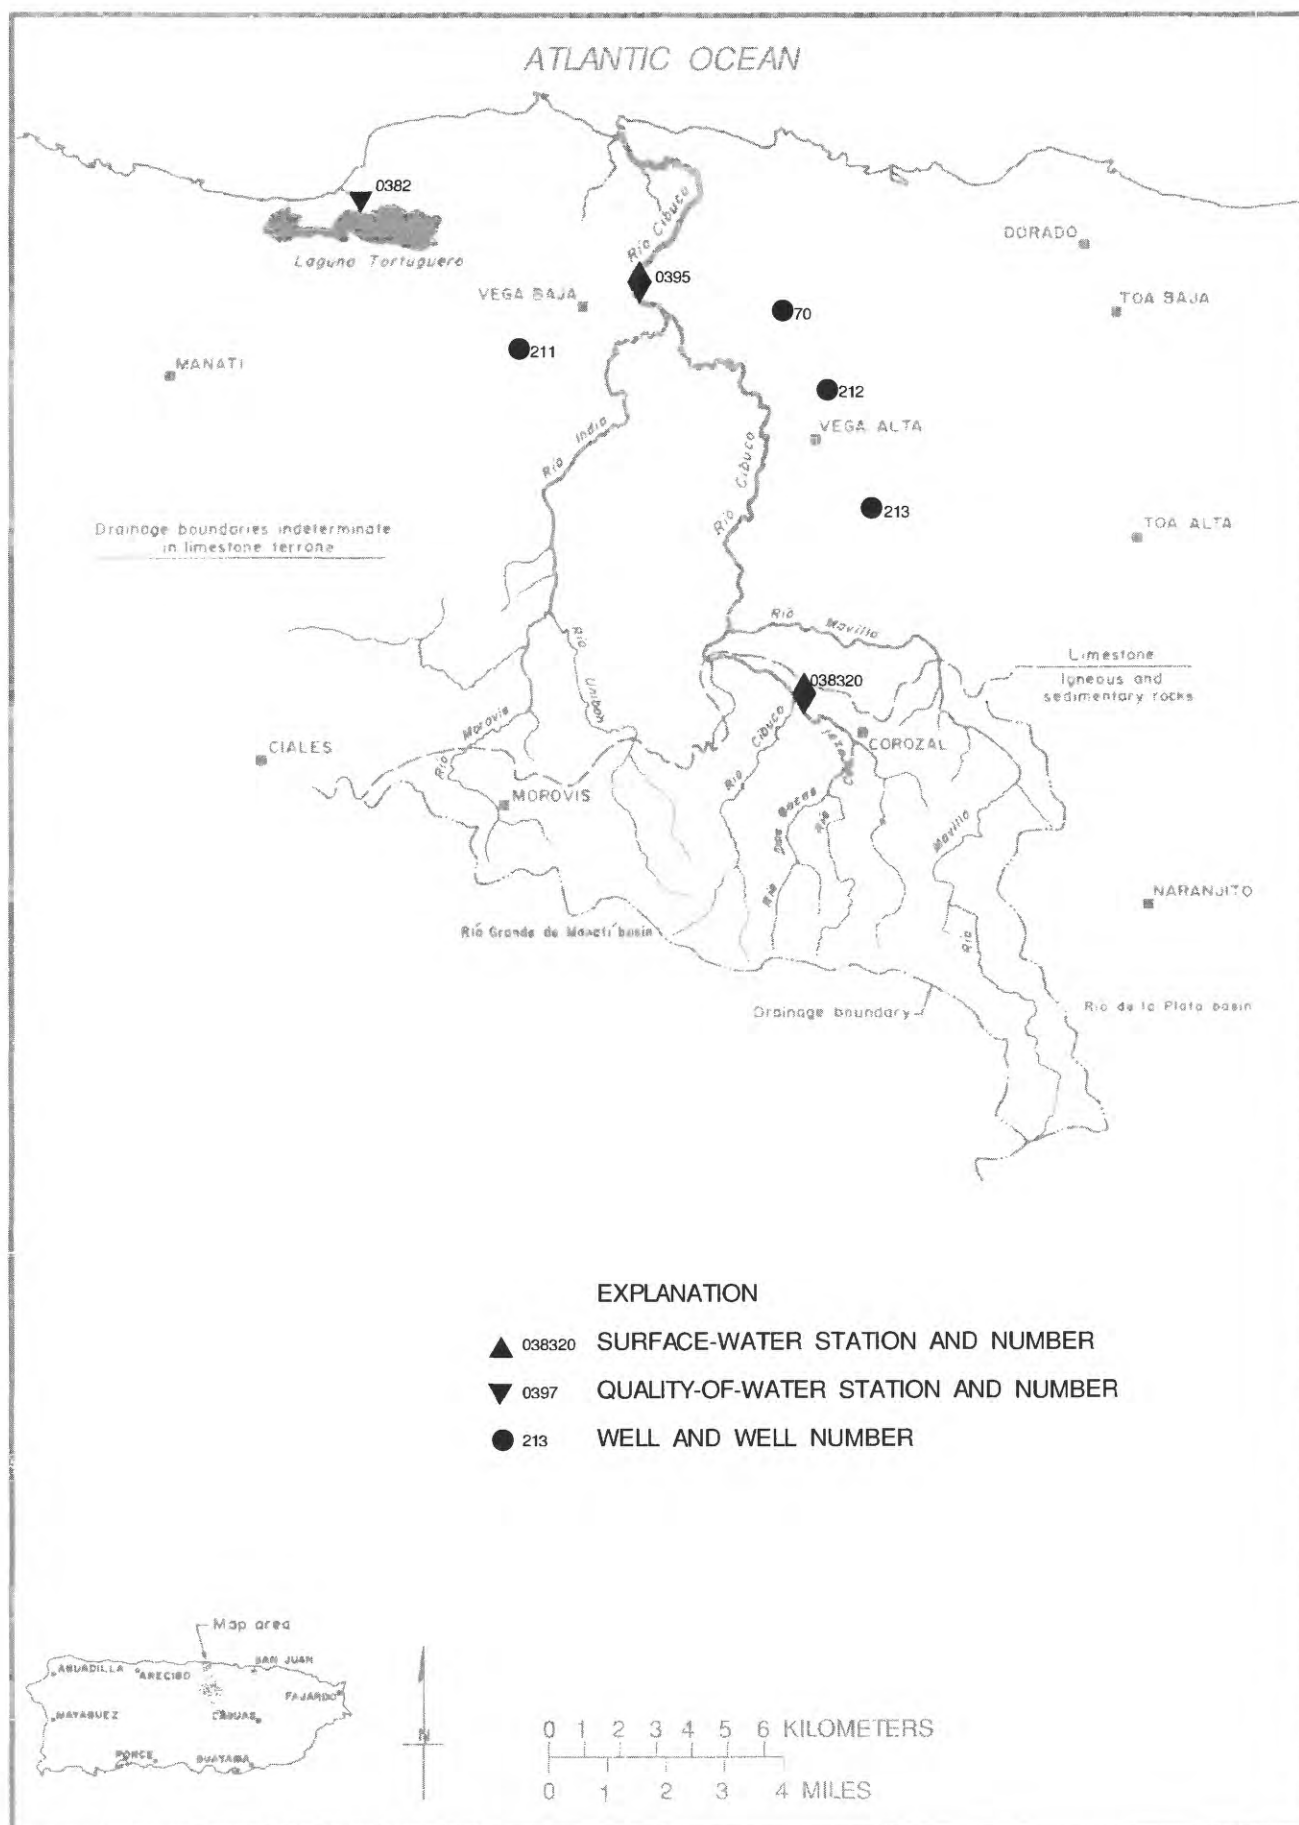 ATLANTIC OCEAN
0382
Laguna Tortuguero
Río Cibuco
0395
DORADO
VEGA BAJA
70
TOA BAJA
211
MANATI
212
VEGA ALTA
Río Indio
Río Cibuco
213
TOA ALTA
Drainage boundaries indeterminate
in limestone terrane
Río Mavilla
Río Unibon
Limestone
Igneous and
sedimentary rocks
038320
Río Morovis
CIALES
Río Cibuco
COROZAL
MOROVIS
Río Dos Bocas
Río
Río Mavilla
NARANJITO
Río Grande de Manatí basin
Drainage boundary
Río de la Plata basin
EXPLANATION
038320 SURFACE-WATER STATION AND NUMBER
0397 QUALITY-OF-WATER STATION AND NUMBER
213 WELL AND WELL NUMBER
Map area
AGUADILLA
ARECIBO
SAN JUAN
FAJARDO
MAYAGUEZ
CAGUAS
PONCE
GUAYAMA
N
0 1 2 3 4 5 6 KILOMETERS
0 1 2 3 4 MILES